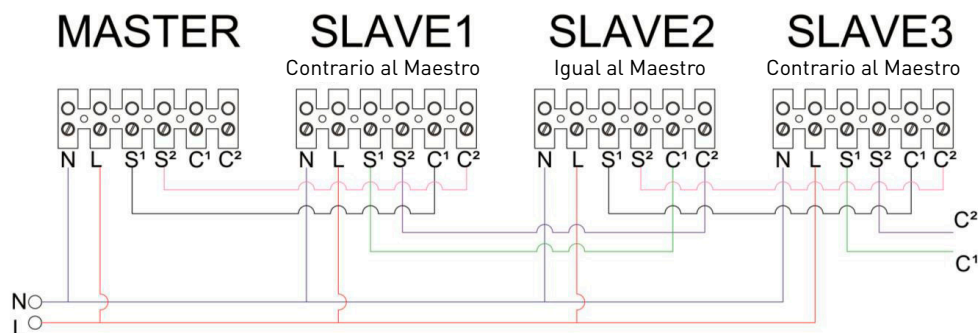 MASTER SLAVE1 SLAVE2 SLAVE3
Contrario al Maestro Igual al Maestro Contrario al Maestro
N L S¹ S² C¹ C² N L S¹ S² C¹ C² N L S¹ S² C¹ C² N L S¹ S² C¹ C²
C²
C¹
N
L